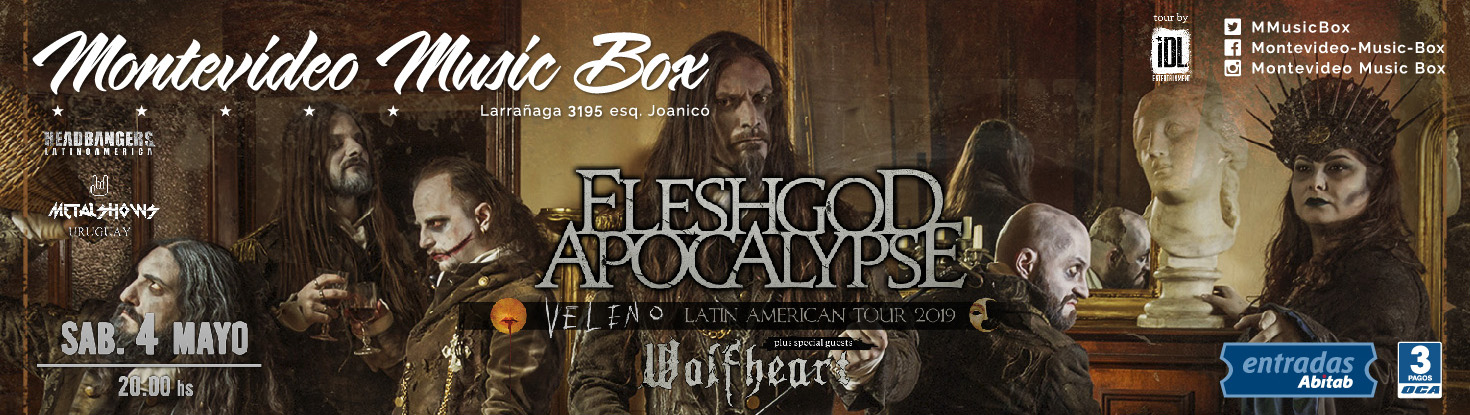 Montevideo Music Box
Larrañaga 3195 esq. Joanicó
HEADBANGERS
LATINOAMERICA
METALSHOWS
URUGUAY
tour by
iDL
ENTERTAINMENT
MMusicBox
Montevideo-Music-Box
Montevideo Music Box
FLESHGOD
APOCALYPSE
VELENO LATIN AMERICAN TOUR 2019
plus special guests
Wolfheart
SAB. 4 MAYO
20:00 hs
entradas
Abitab
3
PAGOS
OCA